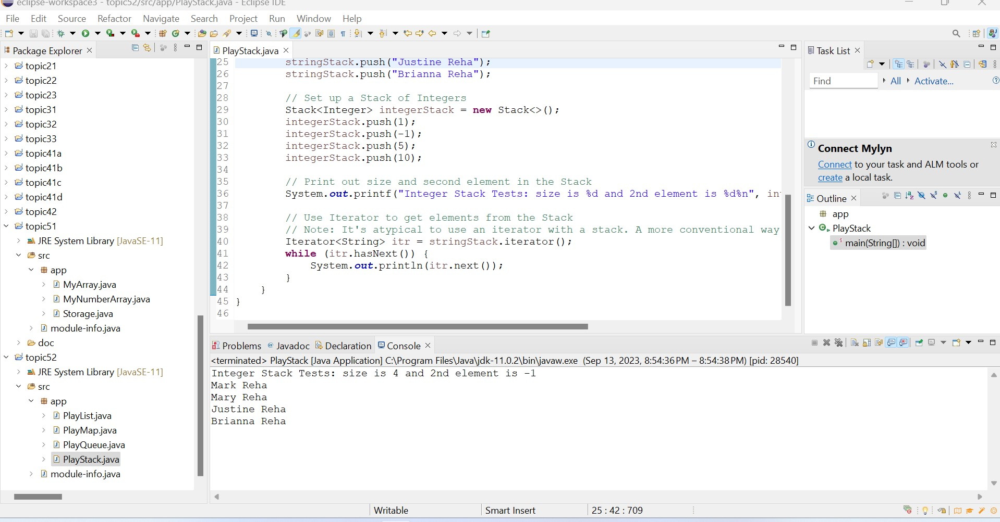 eclipse-workspace3 - topic52/src/app/PlayStack.java - Eclipse IDE
File Edit Source Refactor Navigate Search Project Run Window Help
Package Explorer
topic21
topic22
topic23
topic31
topic32
topic33
topic41a
topic41b
topic41c
topic41d
topic42
topic51
JRE System Library [JavaSE-11]
src
app
MyArray.java
MyNumberArray.java
Storage.java
module-info.java
doc
topic52
JRE System Library [JavaSE-11]
src
app
PlayList.java
PlayMap.java
PlayQueue.java
PlayStack.java
module-info.java
PlayStack.java
25 stringStack.push("Justine Reha");
26 stringStack.push("Brianna Reha");
27
28 // Set up a Stack of Integers
29 Stack<Integer> integerStack = new Stack<>();
30 integerStack.push(1);
31 integerStack.push(-1);
32 integerStack.push(5);
33 integerStack.push(10);
34
35 // Print out size and second element in the Stack
36 System.out.printf("Integer Stack Tests: size is %d and 2nd element is %d%n", in
37
38 // Use Iterator to get elements from the Stack
39 // Note: It's atypical to use an iterator with a stack. A more conventional way
40 Iterator<String> itr = stringStack.iterator();
41 while (itr.hasNext()) {
42 System.out.println(itr.next());
43 }
44 }
45 }
46
Problems Javadoc Declaration Console
<terminated> PlayStack [Java Application] C:\Program Files\Java\jdk-11.0.2\bin\javaw.exe (Sep 13, 2023, 8:54:36 PM – 8:54:38 PM) [pid: 28540]
Integer Stack Tests: size is 4 and 2nd element is -1
Mark Reha
Mary Reha
Justine Reha
Brianna Reha
Task List
Find All Activate...
Connect Mylyn
Connect to your task and ALM tools or
create a local task.
Outline
app
PlayStack
main(String[]) : void
Writable Smart Insert 25 : 42 : 709